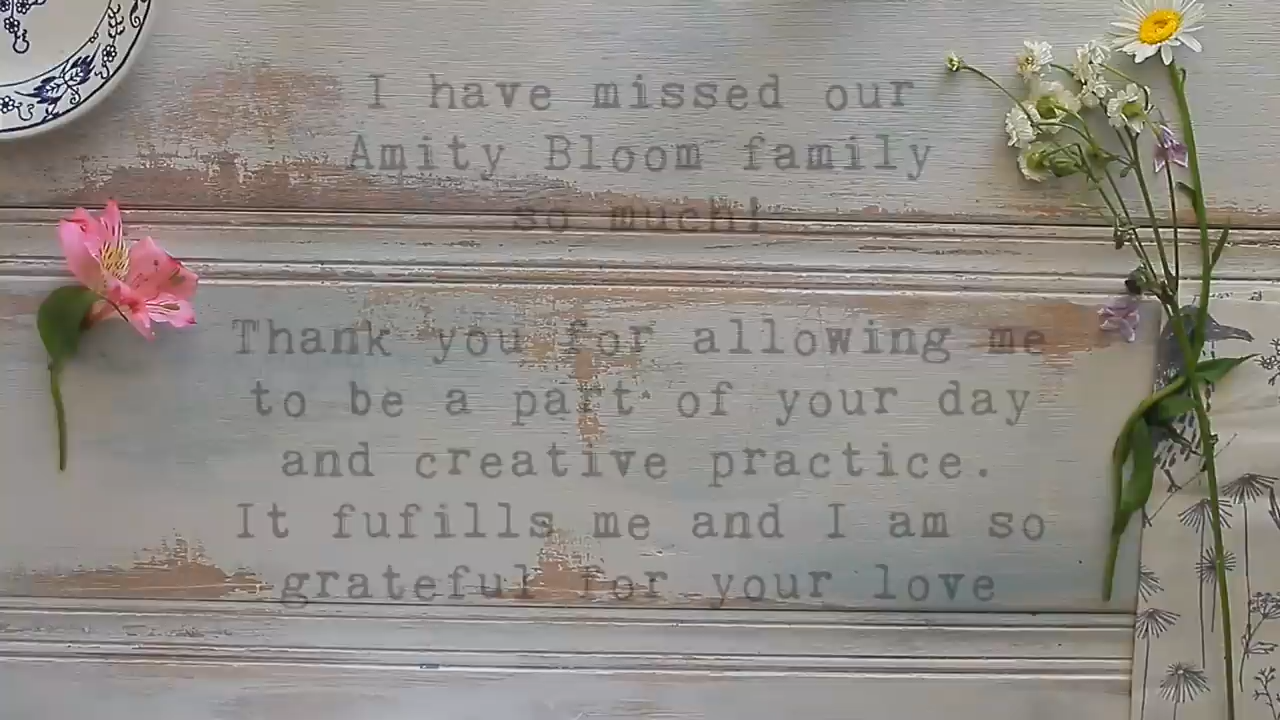 I have missed our
Amity Bloom family
so much!
Thank you for allowing me
to be a part of your day
and creative practice.
It fufills me and I am so
grateful for your love